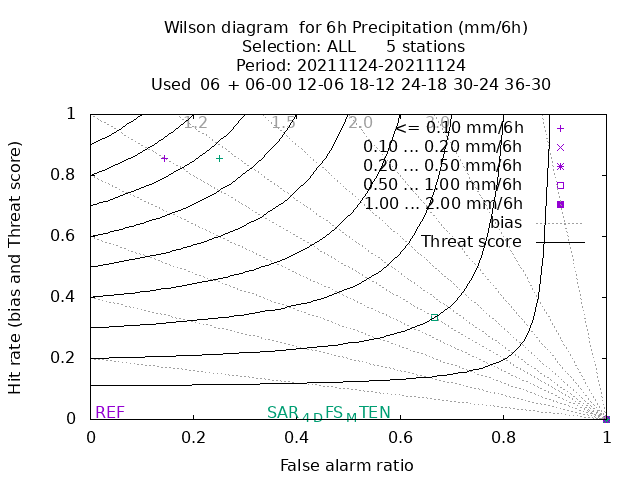 Wilson diagram  for 6h Precipitation (mm/6h)
Selection: ALL      5 stations
Period: 20211124-20211124
Used  06 + 06-00 12-06 18-12 24-18 30-24 36-30
1.2 1.5 2.0 3.0
<= 0.10 mm/6h
0.10 ... 0.20 mm/6h
0.20 ... 0.50 mm/6h
0.50 ... 1.00 mm/6h
1.00 ... 2.00 mm/6h
bias
Threat score
Hit rate (bias and Threat score)
1
0.8
0.6
0.4
0.2
0
REF SAR4DFSMTEN
0 0.2 0.4 0.6 0.8 1
False alarm ratio